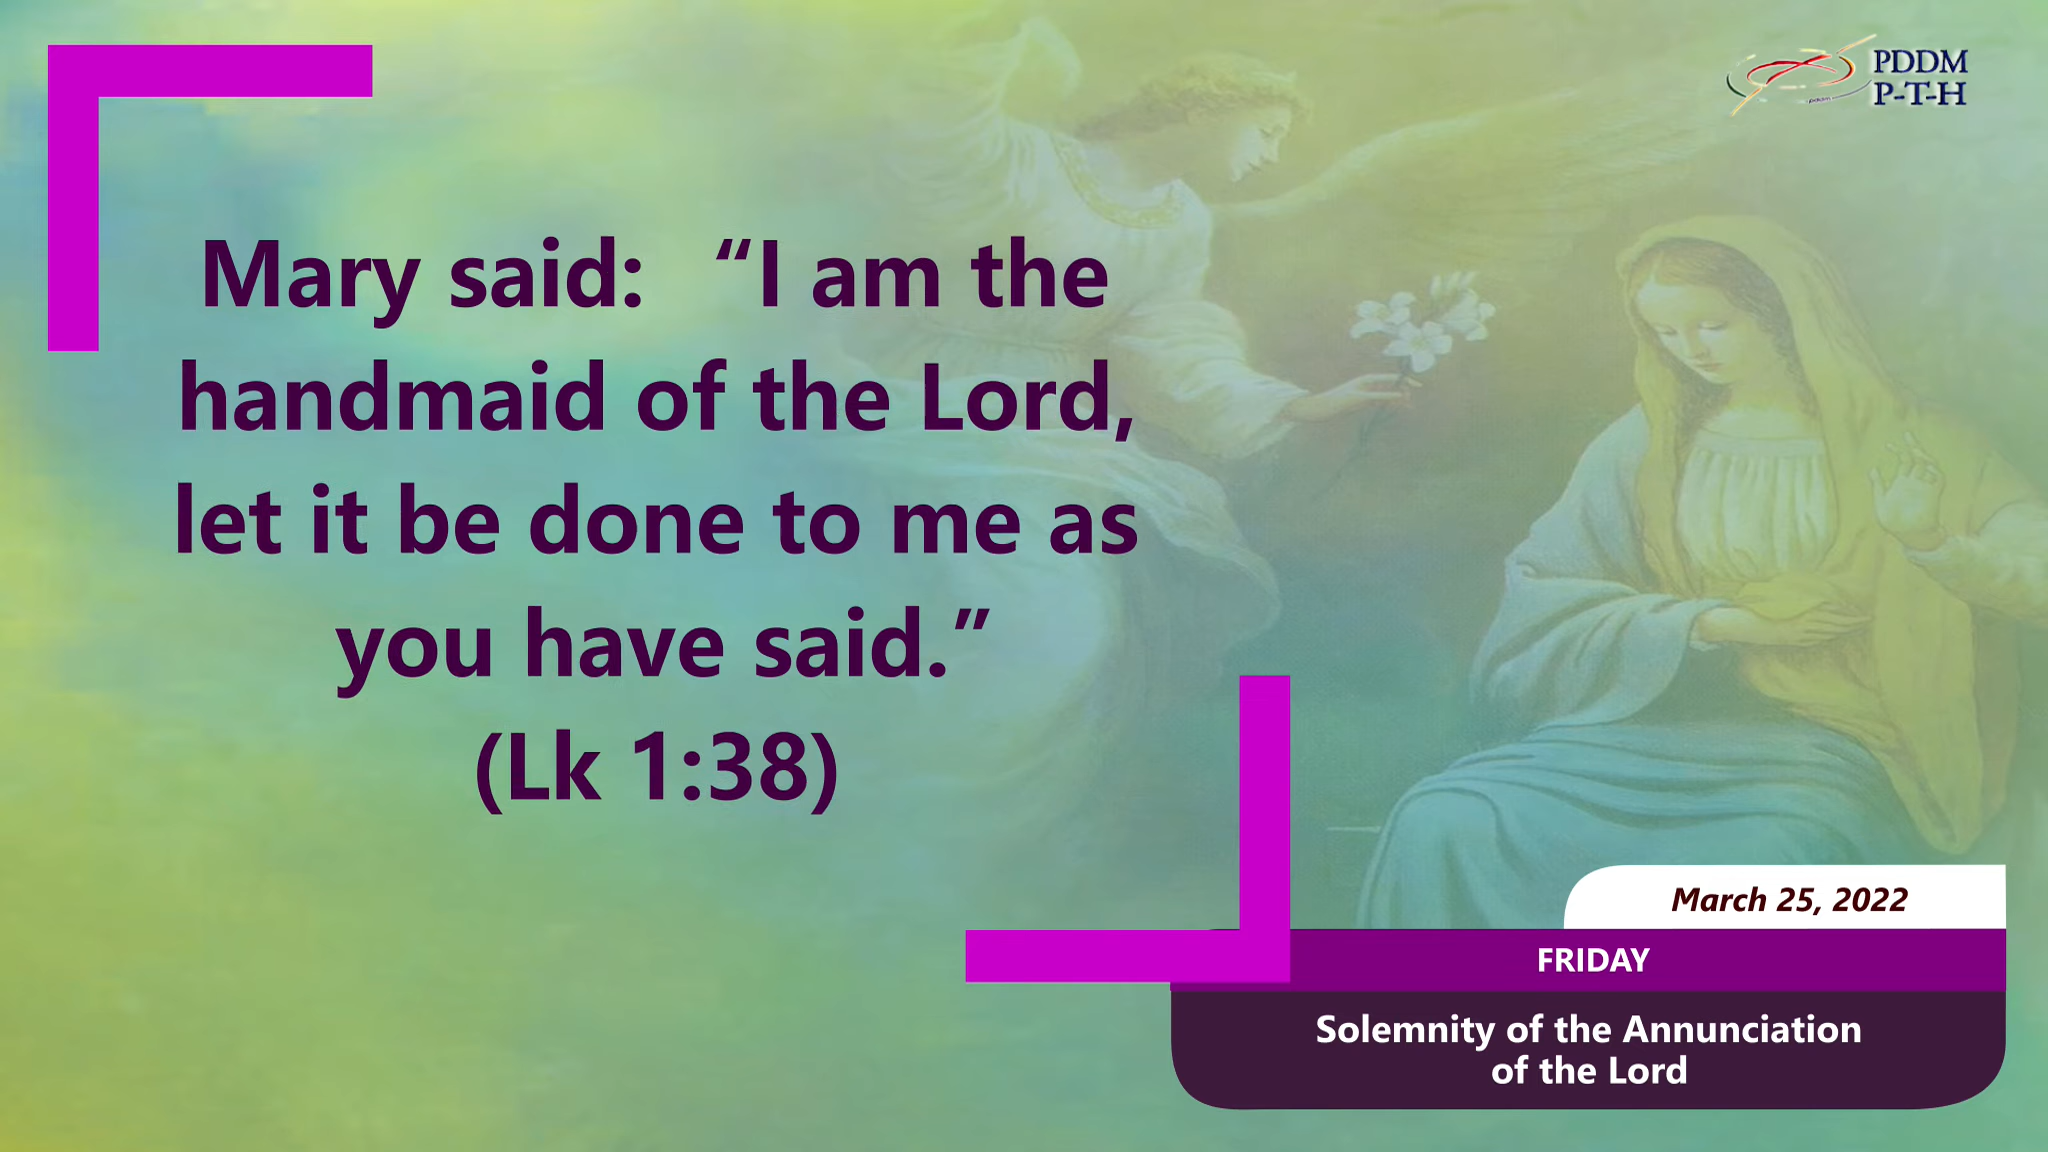 PDDM
P-T-H
Mary said: “I am the
handmaid of the Lord,
let it be done to me as
you have said.”
(Lk 1:38)
March 25, 2022
FRIDAY
Solemnity of the Annunciation
of the Lord